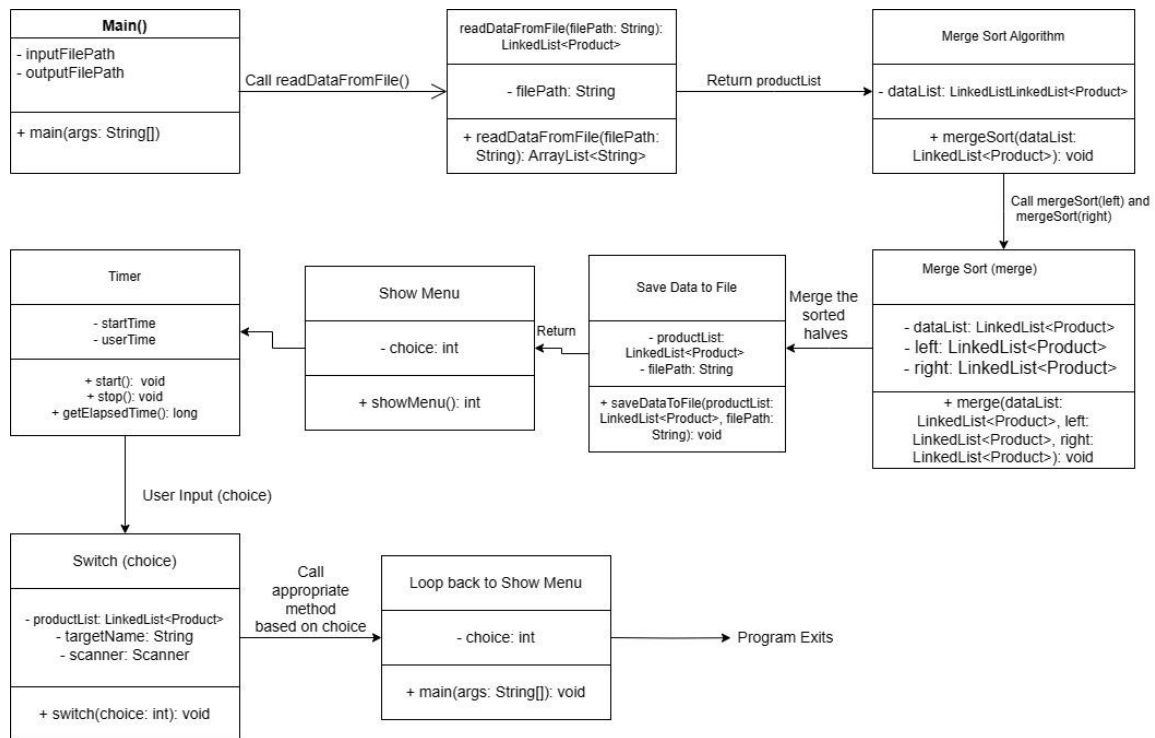 Main()
- inputFilePath
- outputFilePath
+ main(args: String[])
Call readDataFromFile()
readDataFromFile(filePath: String):
LinkedList<Product>
- filePath: String
+ readDataFromFile(filePath:
String): ArrayList<String>
Return productList
Merge Sort Algorithm
- dataList: LinkedListLinkedList<Product>
+ mergeSort(dataList:
LinkedList<Product>): void
Call mergeSort(left) and
mergeSort(right)
Merge Sort (merge)
- dataList: LinkedList<Product>
- left: LinkedList<Product>
- right: LinkedList<Product>
+ merge(dataList:
LinkedList<Product>, left:
LinkedList<Product>, right:
LinkedList<Product>): void
Merge the
sorted
halves
Save Data to File
- productList:
LinkedList<Product>
- filePath: String
+ saveDataToFile(productList:
LinkedList<Product>, filePath:
String): void
Return
Show Menu
- choice: int
+ showMenu(): int
Timer
- startTime
- userTime
+ start(): void
+ stop(): void
+ getElapsedTime(): long
User Input (choice)
Switch (choice)
- productList: LinkedList<Product>
- targetName: String
- scanner: Scanner
+ switch(choice: int): void
Call
appropriate
method
based on choice
Loop back to Show Menu
- choice: int
+ main(args: String[]): void
Program Exits